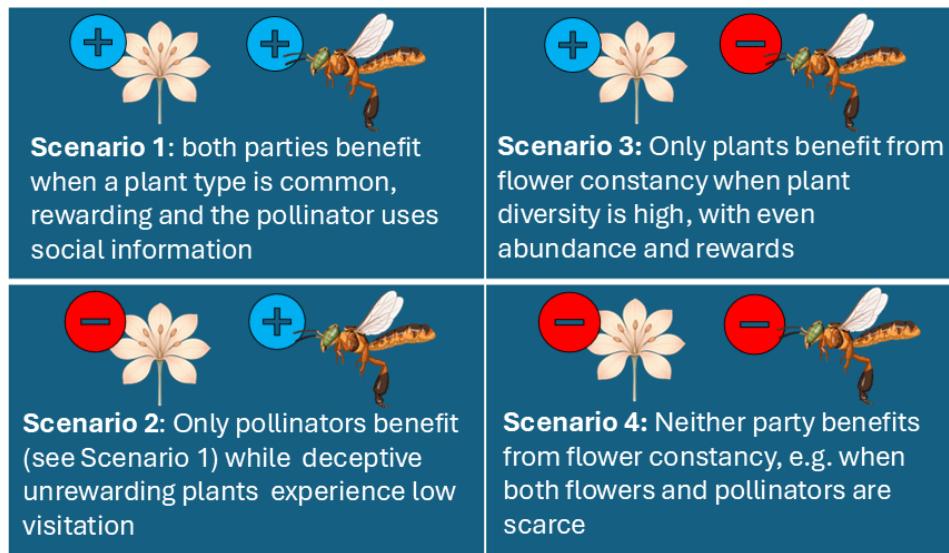 Scenario 1: both parties benefit
when a plant type is common,
rewarding and the pollinator uses
social information
Scenario 3: Only plants benefit from
flower constancy when plant
diversity is high, with even
abundance and rewards
Scenario 2: Only pollinators benefit
(see Scenario 1) while deceptive
unrewarding plants experience low
visitation
Scenario 4: Neither party benefits
from flower constancy, e.g. when
both flowers and pollinators are
scarce